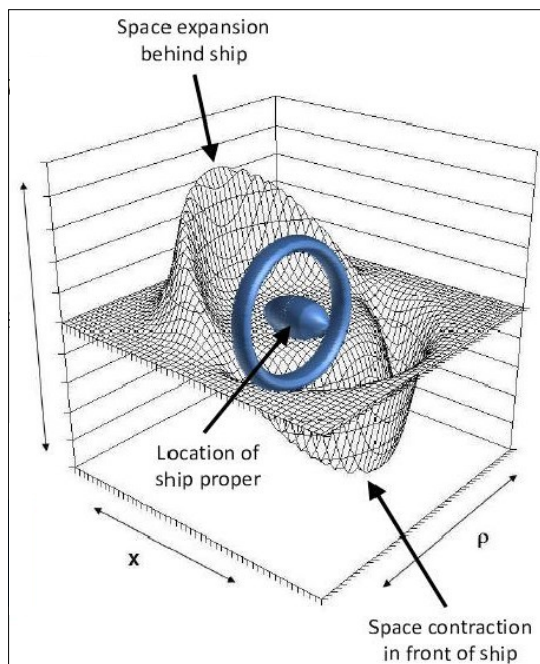 Space expansion
behind ship
Location of
ship proper
x
ρ
Space contraction
in front of ship